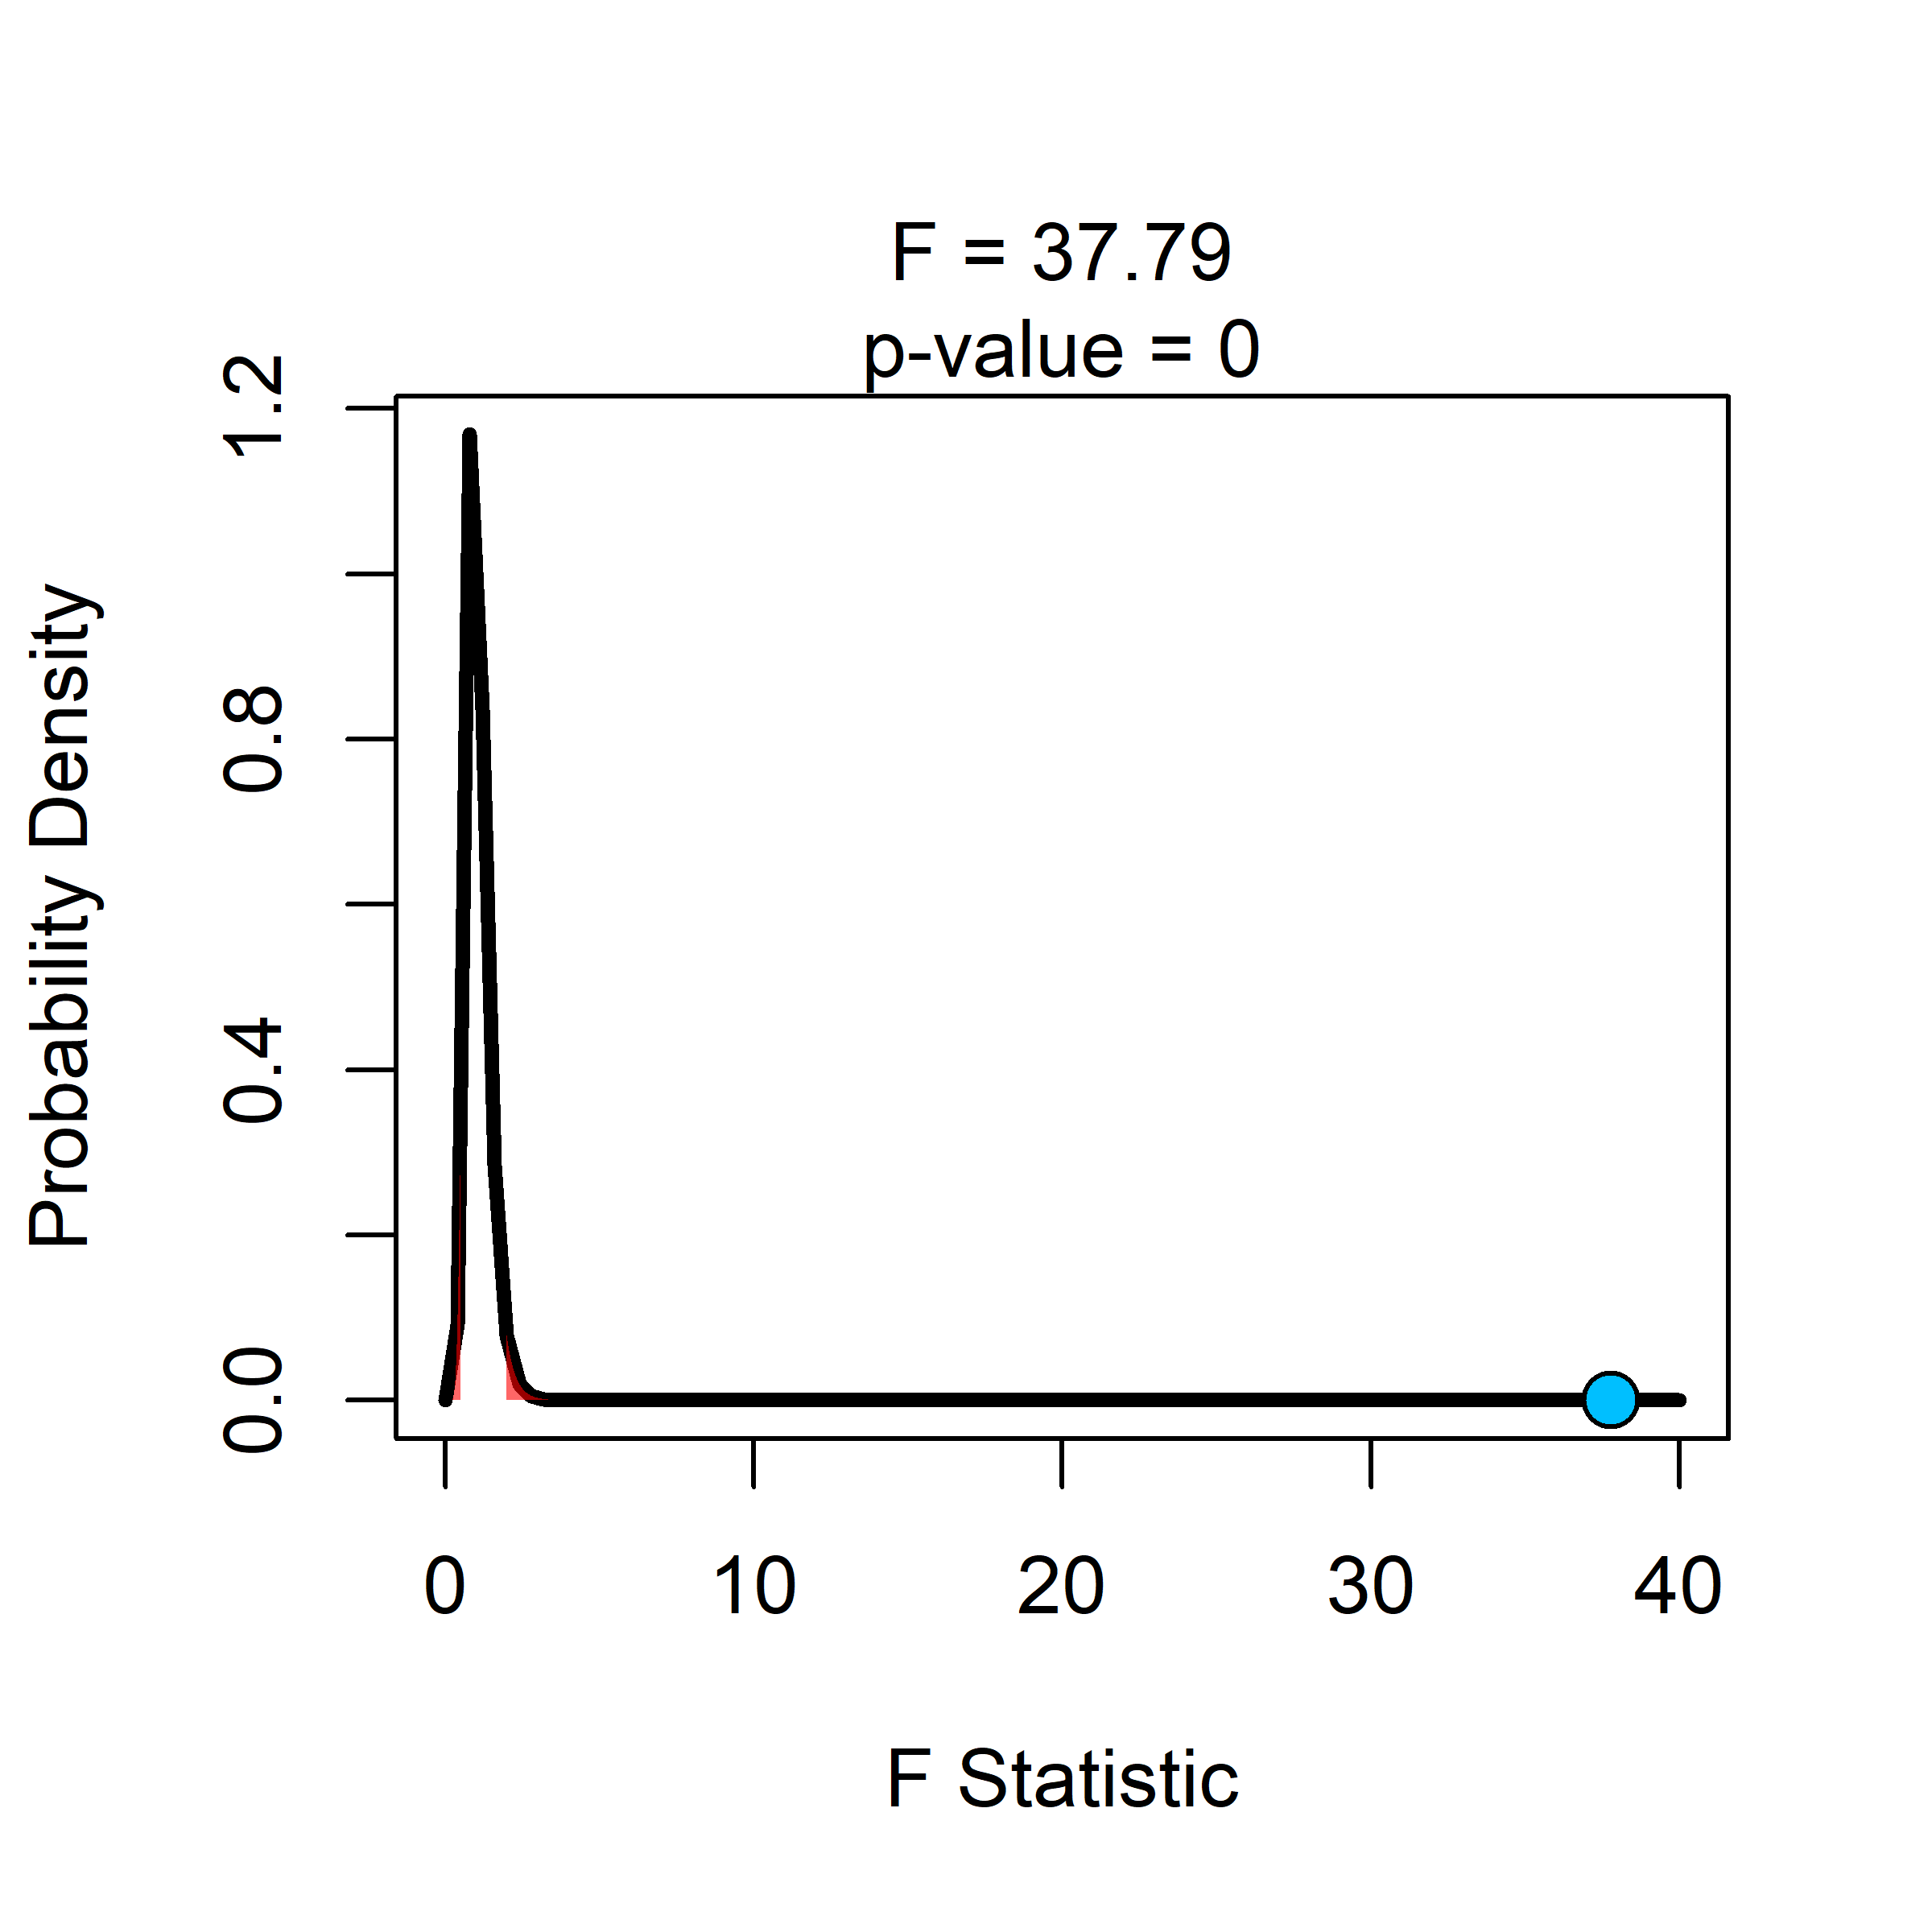 F = 37.79
p-value = 0
Probability Density
1.2
0.8
0.4
0.0
0 10 20 30 40
F Statistic